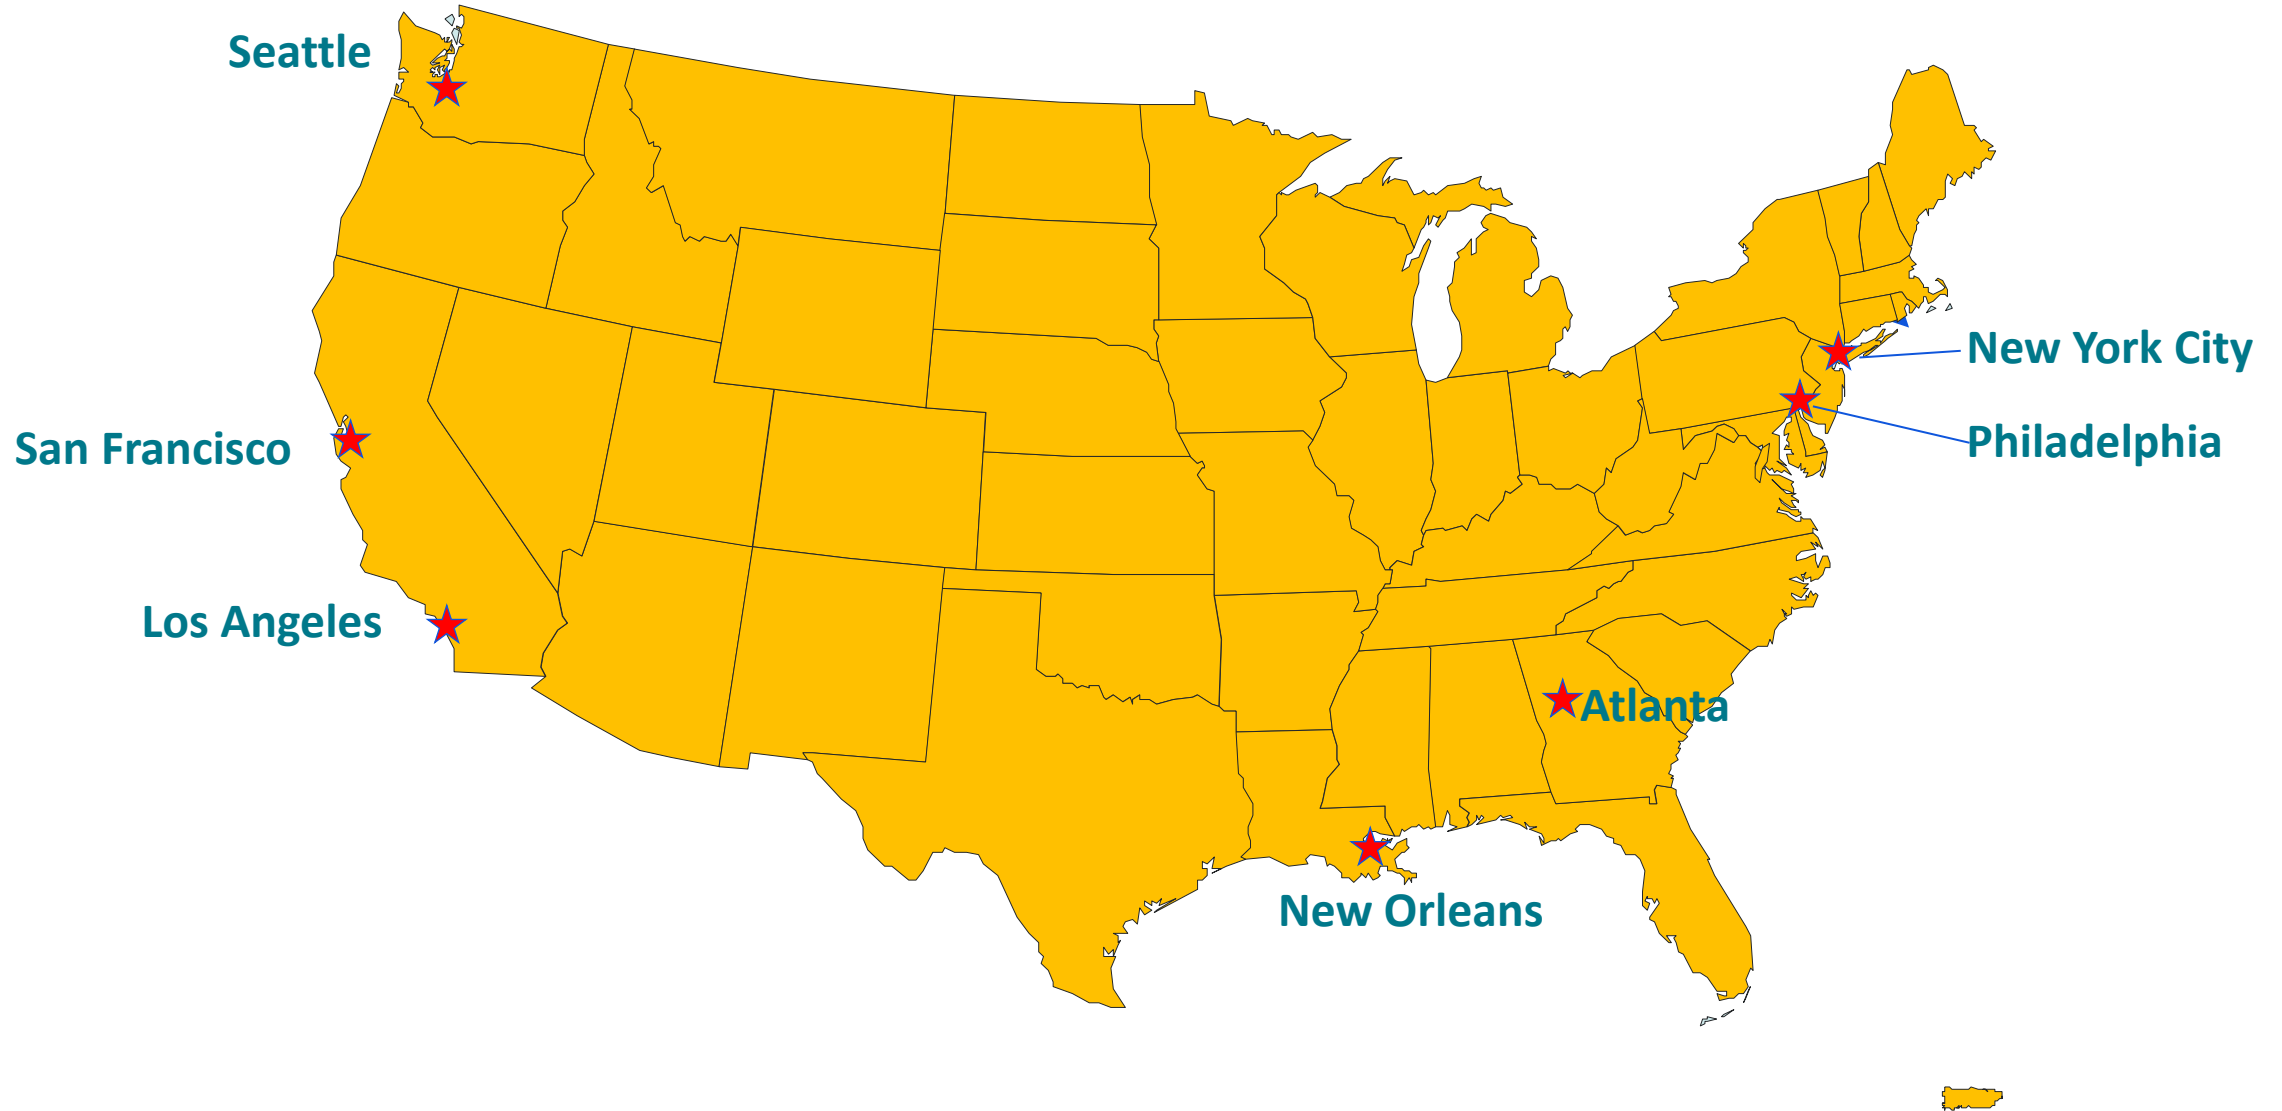 Seattle
New York City
San Francisco
Philadelphia
Los Angeles
Atlanta
New Orleans